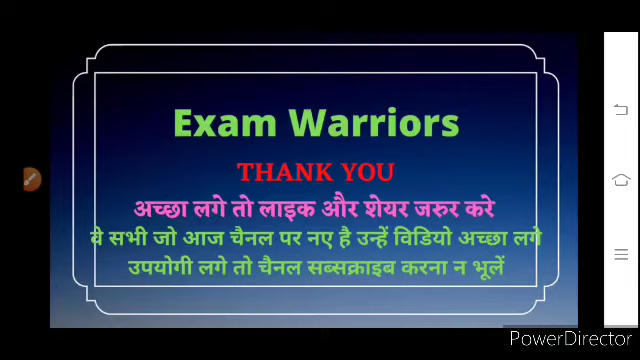 Exam Warriors
THANK YOU
अच्छा लगे तो लाइक और शेयर जरुर करे
वे सभी जो आज चैनल पर नए है उन्हें विडियो अच्छा लगे
उपयोगी लगे तो चैनल सब्सक्राइब करना न भूलें
PowerDirector